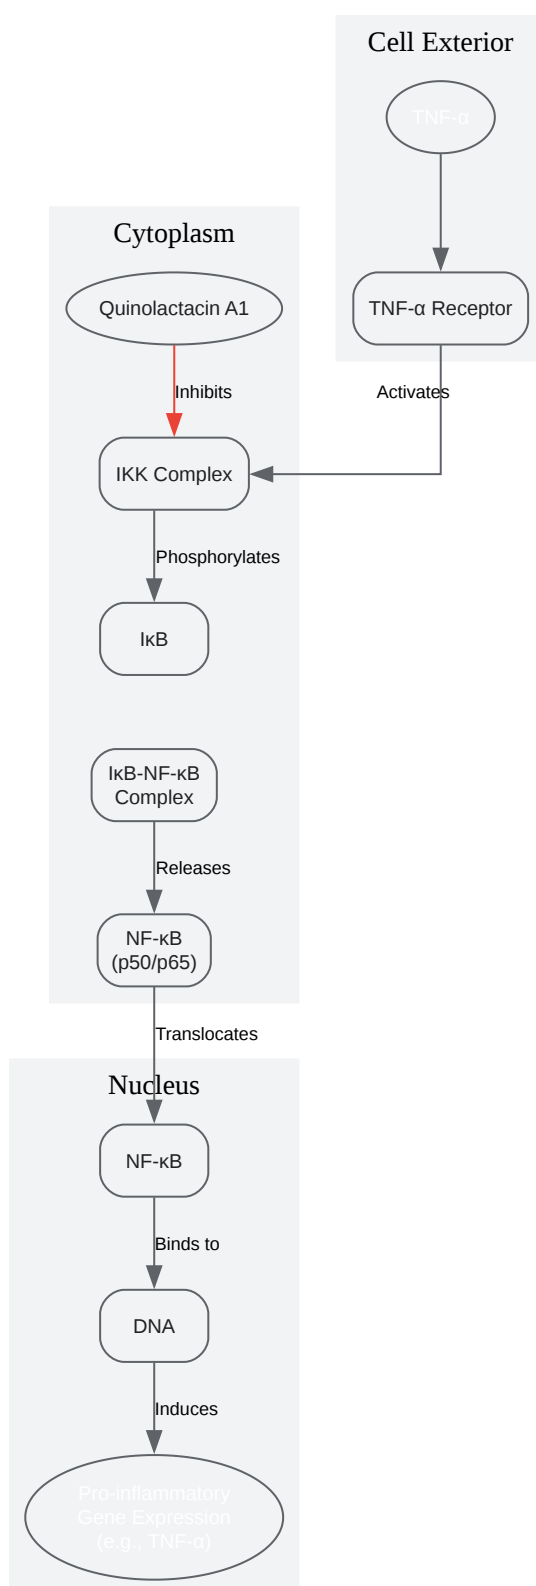 Cell Exterior
TNF-α
TNF-α Receptor
Activates
Cytoplasm
Quinolactacin A1
Inhibits
IKK Complex
Phosphorylates
IκB
IκB-NF-κB
Complex
Releases
NF-κB
(p50/p65)
Translocates
Nucleus
NF-κB
Binds to
DNA
Induces
Pro-inflammatory
Gene Expression
(e.g., TNF-α)